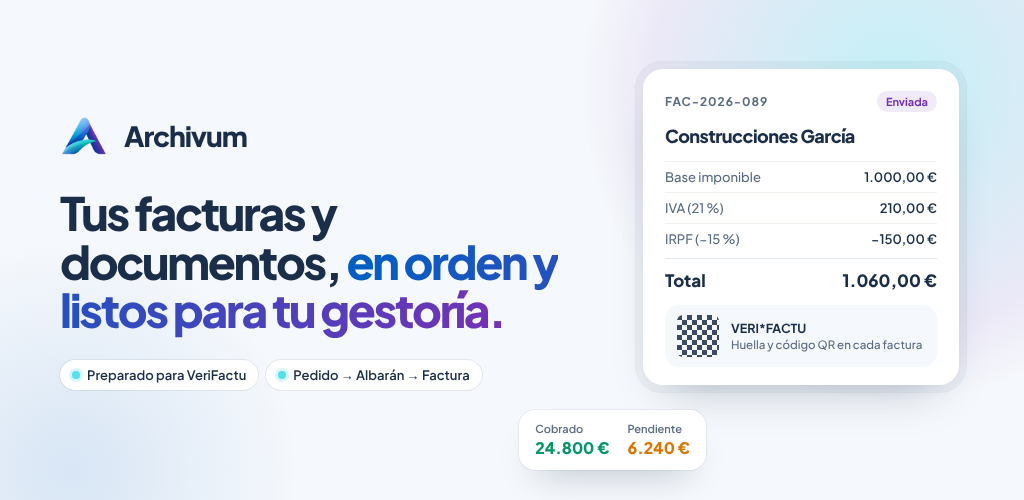 Archivum
Tus facturas y
documentos, en orden y
listos para tu gestoría.
Preparado para VeriFactu
Pedido → Albarán → Factura
FAC-2026-089
Enviada
Construcciones García
Base imponible 1.000,00 €
IVA (21 %) 210,00 €
IRPF (−15 %) −150,00 €
Total 1.060,00 €
VERI*FACTU
Huella y código QR en cada factura
Cobrado Pendiente
24.800 € 6.240 €